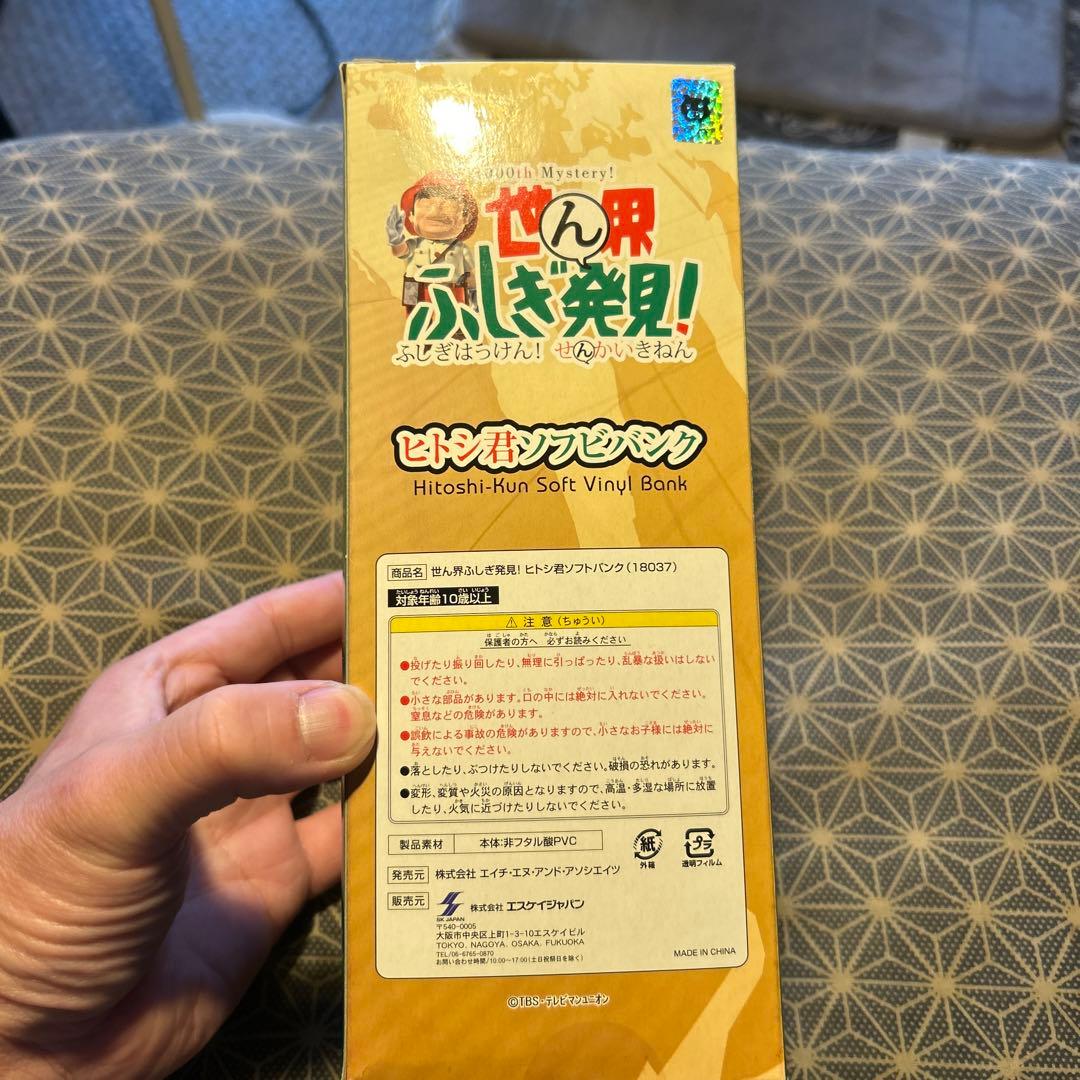 00th Mystery!
世ん界
ふしぎ発見!
ふしぎはっけん! せんかいきねん
ヒトシ君ソフビバンク
Hitoshi-Kun Soft Vinyl Bank
商品名 世ん界ふしぎ発見! ヒトシ君ソフトバンク(18037)
対象年齢10歳以上
⚠ 注意(ちゅうい)
保護者の方へ 必ずお読みください
●投げたり振り回したり、無理に引っぱったり、乱暴な扱いはしない
でください。
●小さな部品があります。口の中には絶対に入れないでください。
窒息などの危険があります。
●誤飲による事故の危険がありますので、小さなお子様には絶対に
与えないでください。
●落としたり、ぶつけたりしないでください。破損の恐れがあります。
●変形、変質や火災の原因となりますので、高温・多湿な場所に放置
したり、火気に近づけたりしないでください。
製品素材 本体:非フタル酸PVC
紙 外箱
プラ 透明フィルム
発売元 株式会社 エイチ・エヌ・アンド・アソシエイツ
販売元 SK JAPAN 株式会社 エスケイジャパン
〒540-0005
大阪市中央区上町1-3-10エスケイビル
TOKYO. NAGOYA. OSAKA. FUKUOKA
TEL/06-6765-0870
お問い合わせ時間/10:00~17:00(土日祝祭日を除く)
MADE IN CHINA
©TBS・テレビマンユニオン